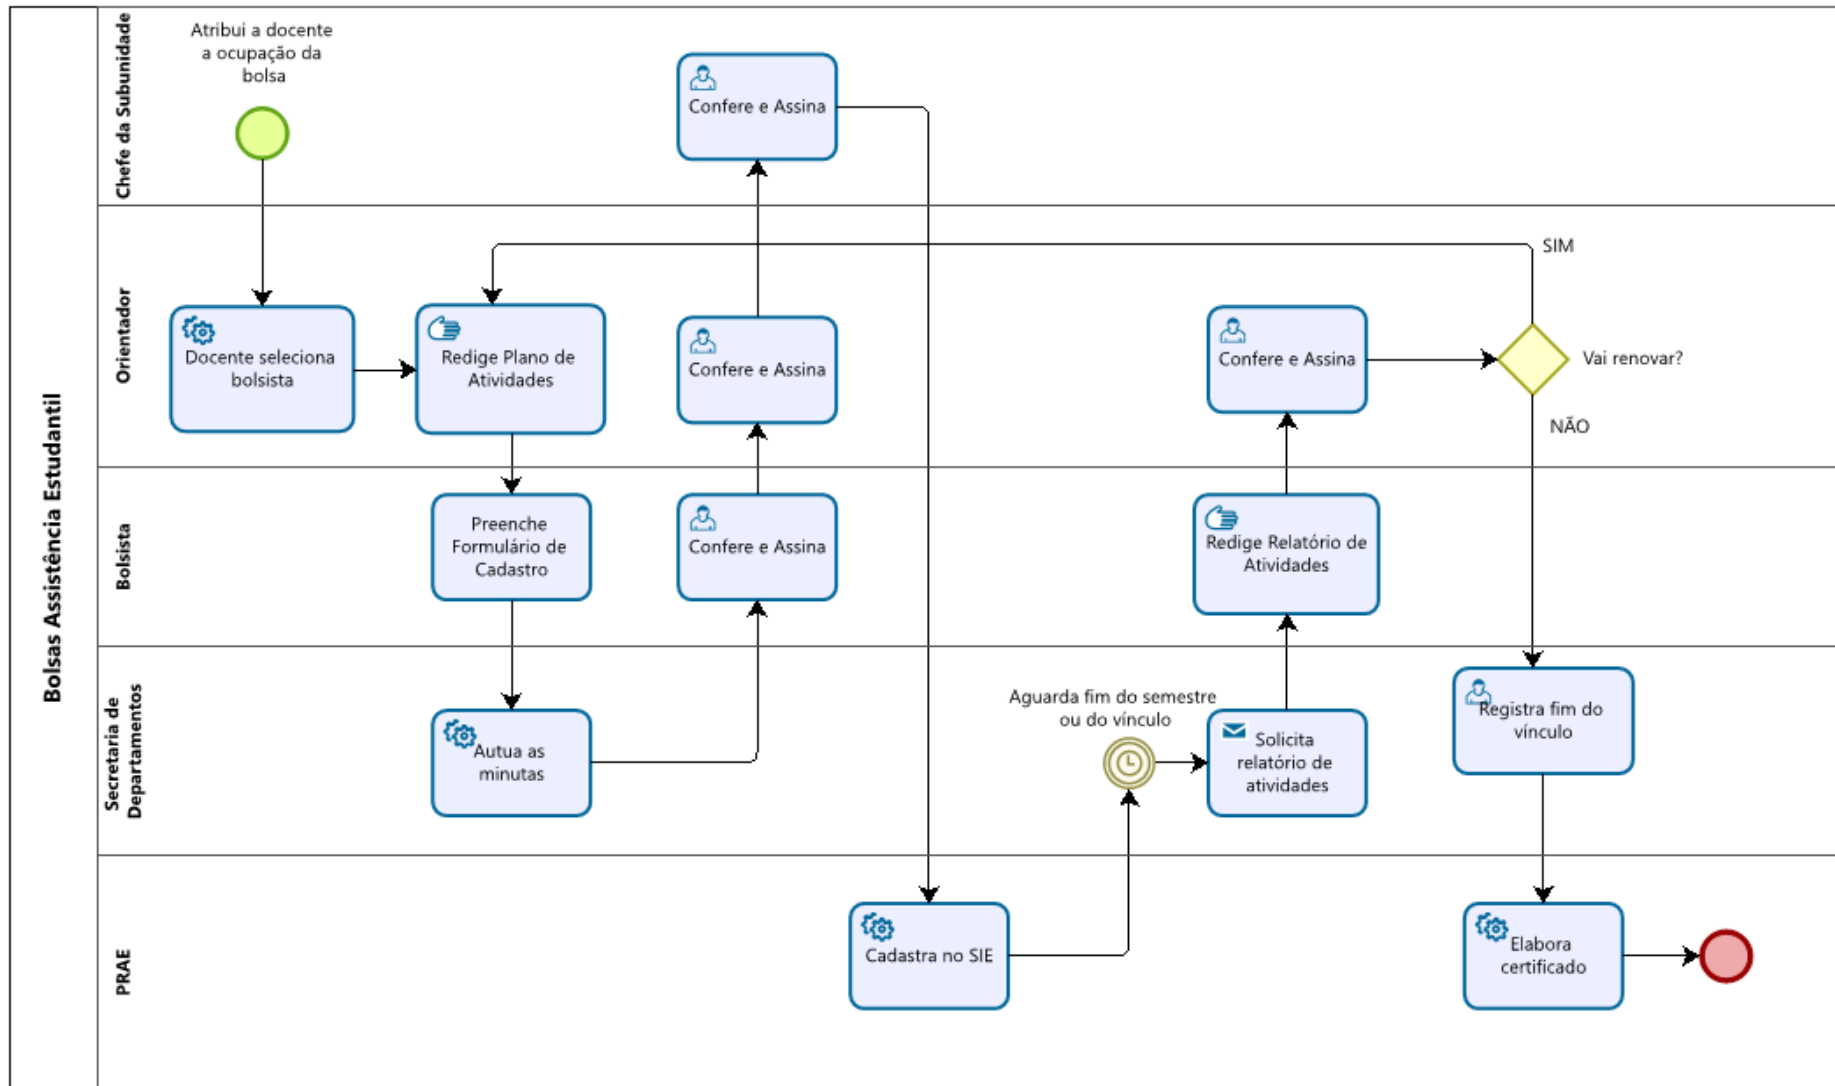 Bolsas Assistência Estudantil
Chefe da Subunidade
Atribui a docente
a ocupação da
bolsa
Confere e Assina
Orientador
Docente seleciona
bolsista
Redige Plano de
Atividades
Confere e Assina
Confere e Assina
SIM
Vai renovar?
NÃO
Bolsista
Preenche
Formulário de
Cadastro
Confere e Assina
Redige Relatório de
Atividades
Secretaria de
Departamentos
Autua as
minutas
Aguarda fim do semestre
ou do vínculo
Solicita
relatório de
atividades
Registra fim do
vínculo
PRAE
Cadastra no SIE
Elabora
certificado